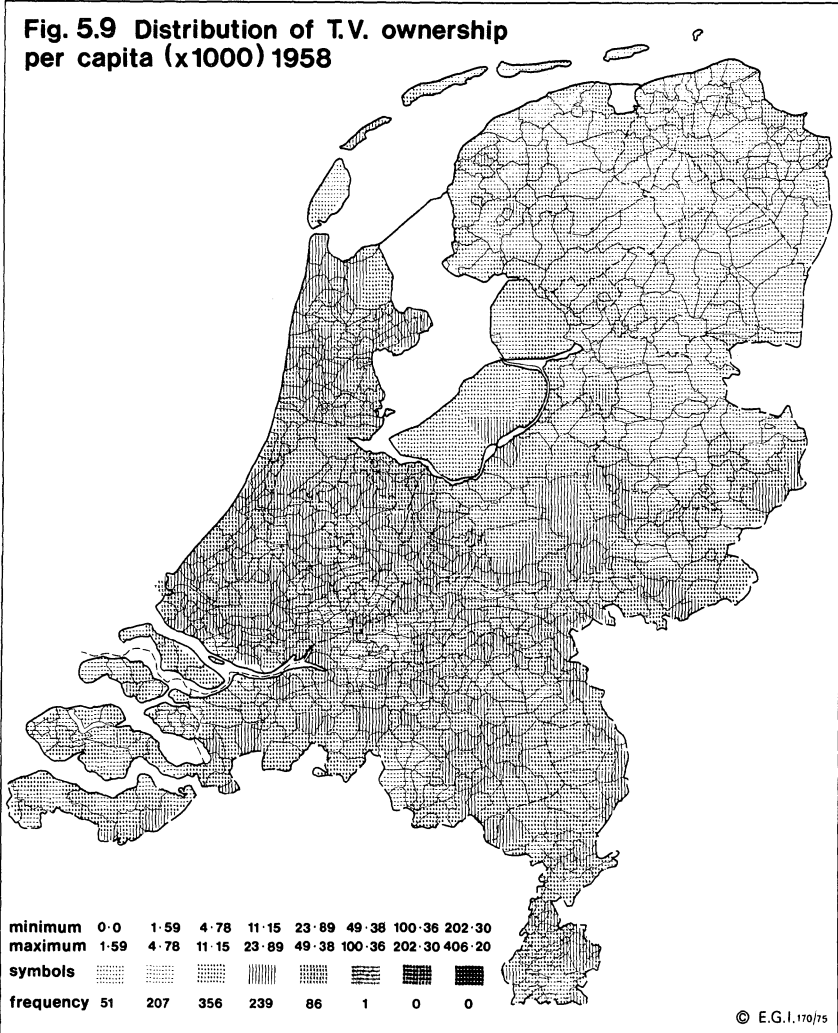 Fig. 5.9 Distribution of T.V. ownership
per capita (x1000) 1958
minimum 0·0 1·59 4·78 11·15 23·89 49·38 100·36 202·30
maximum 1·59 4·78 11·15 23·89 49·38 100·36 202·30 406·20
symbols
frequency 51 207 356 239 86 1 0 0
© E.G.I. 170/75